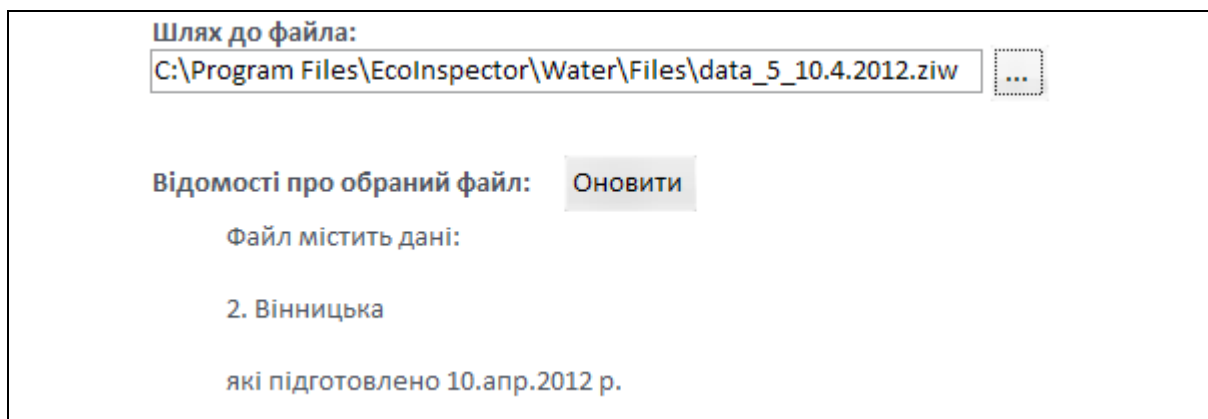 Шлях до файла:
C:\Program Files\EcoInspector\Water\Files\data_5_10.4.2012.ziw ...
Відомості про обраний файл: Оновити
Файл містить дані:
2. Вінницька
які підготовлено 10.апр.2012 р.